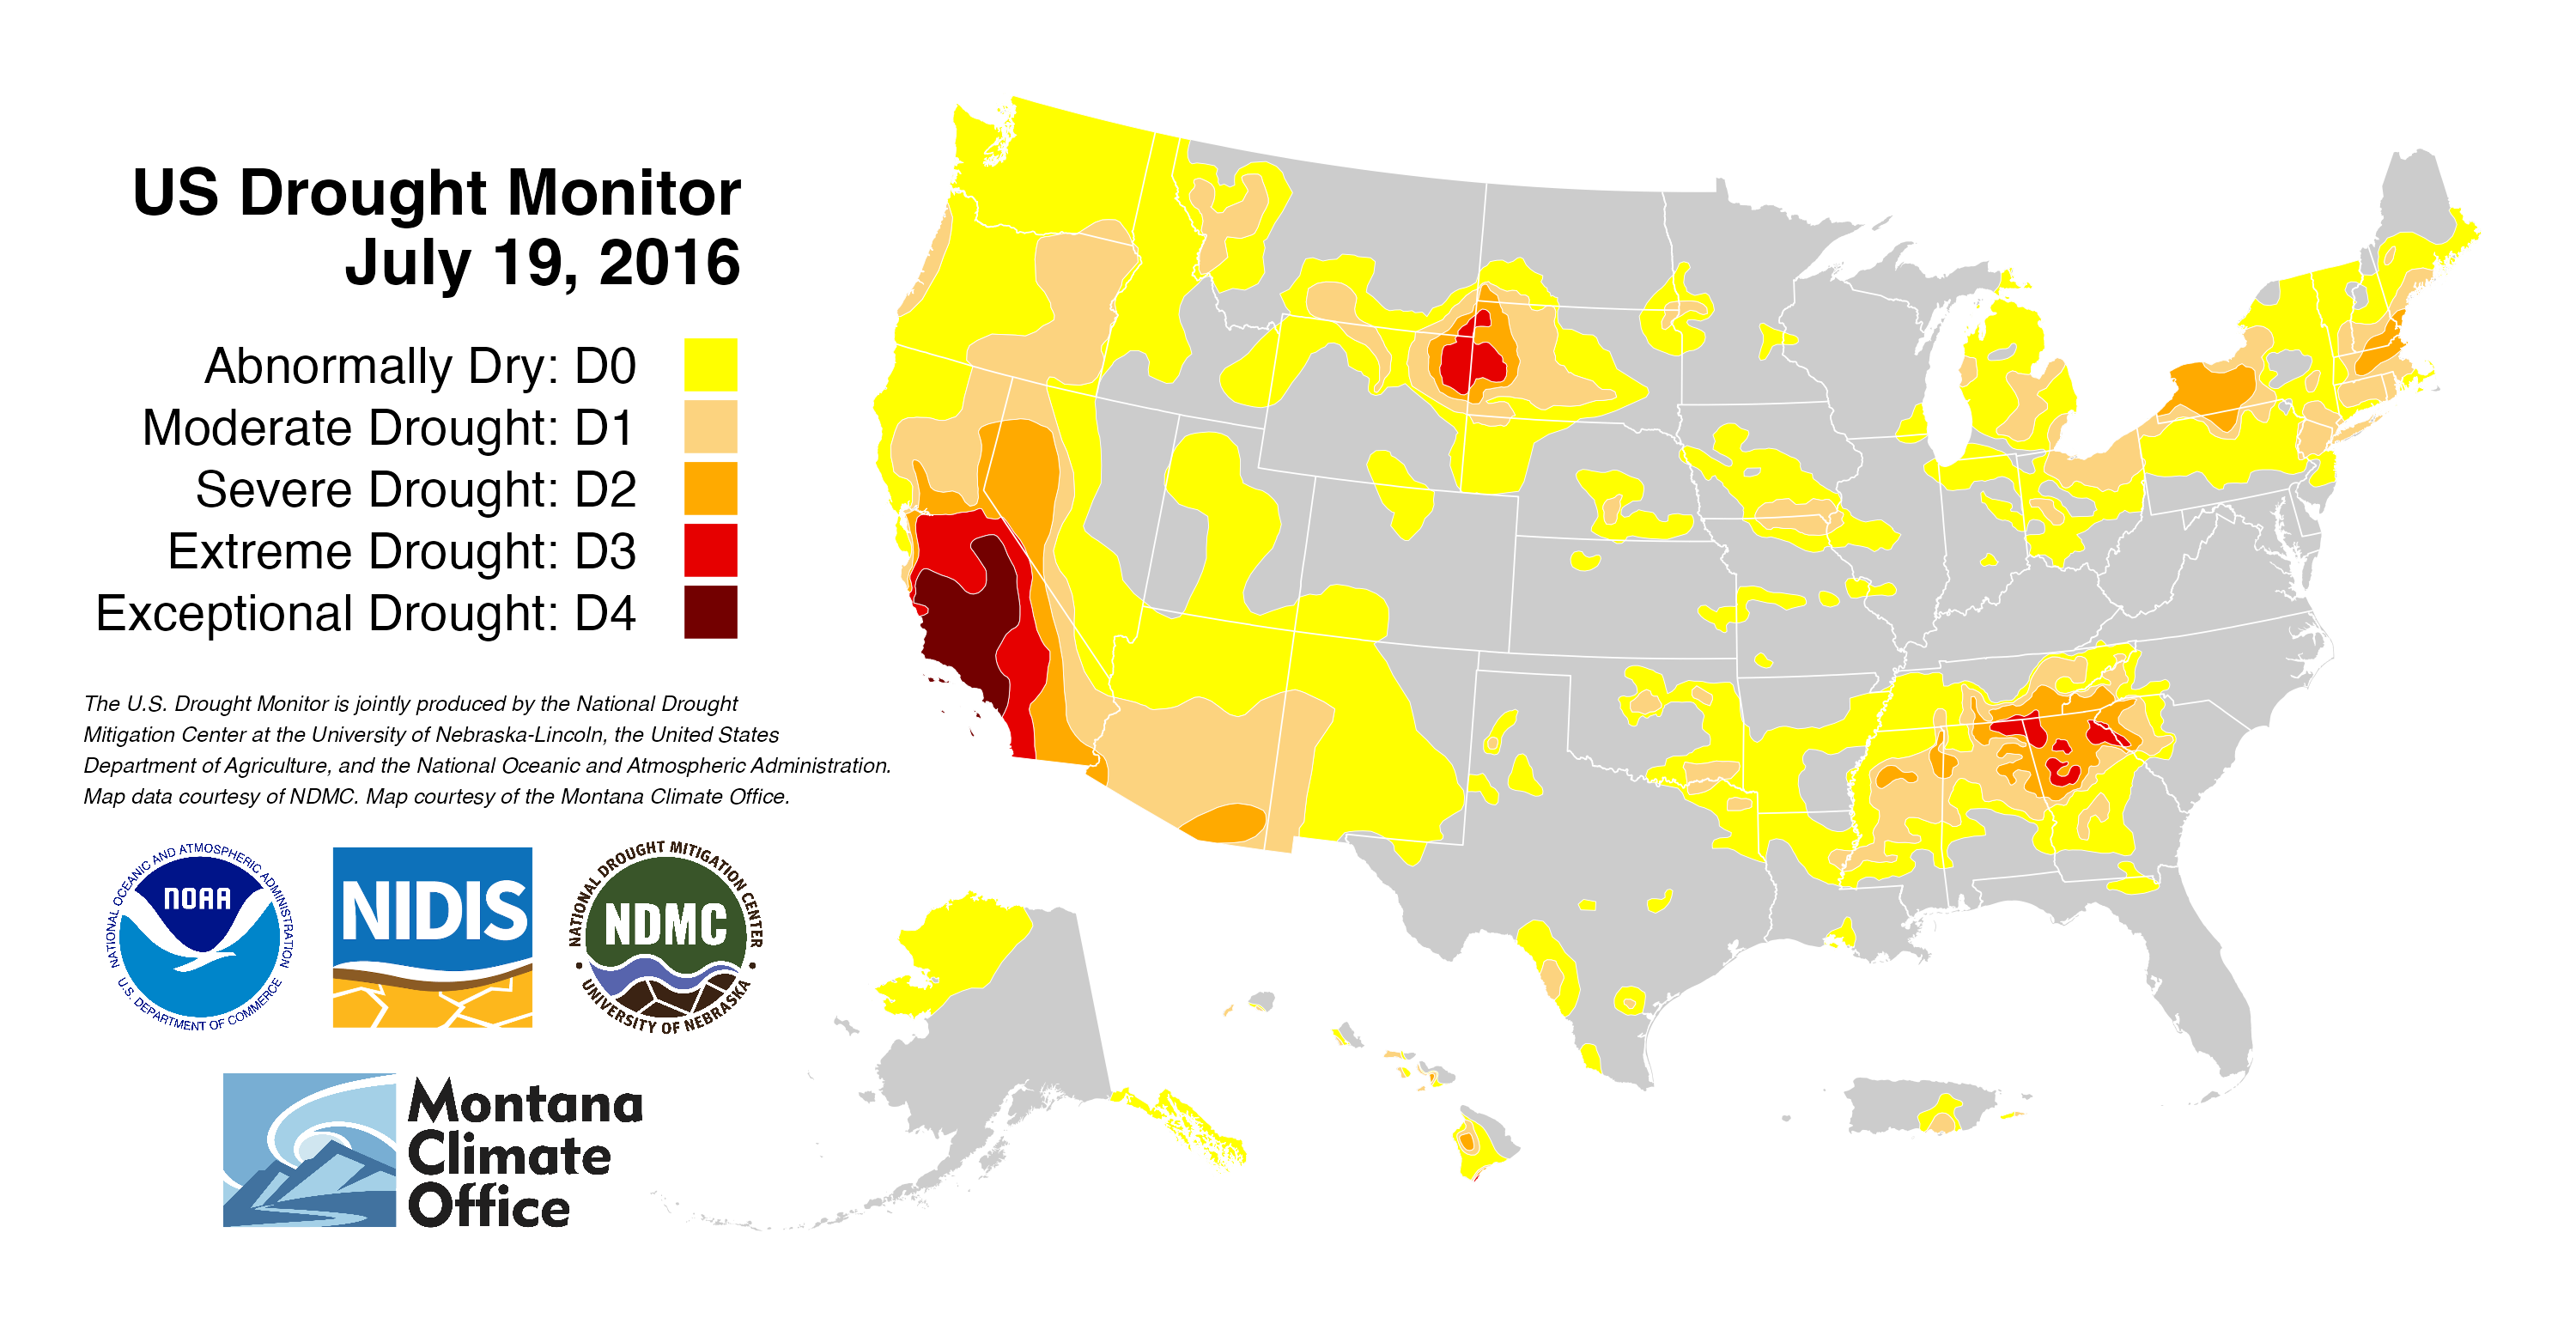 US Drought Monitor
July 19, 2016
Abnormally Dry: D0
Moderate Drought: D1
Severe Drought: D2
Extreme Drought: D3
Exceptional Drought: D4
The U.S. Drought Monitor is jointly produced by the National Drought
Mitigation Center at the University of Nebraska-Lincoln, the United States
Department of Agriculture, and the National Oceanic and Atmospheric Administration.
Map data courtesy of NDMC. Map courtesy of the Montana Climate Office.
NATIONAL OCEANIC AND ATMOSPHERIC ADMINISTRATION
NOAA
U.S. DEPARTMENT OF COMMERCE
NIDIS
NATIONAL DROUGHT MITIGATION CENTER
NDMC
UNIVERSITY OF NEBRASKA
Montana
Climate
Office